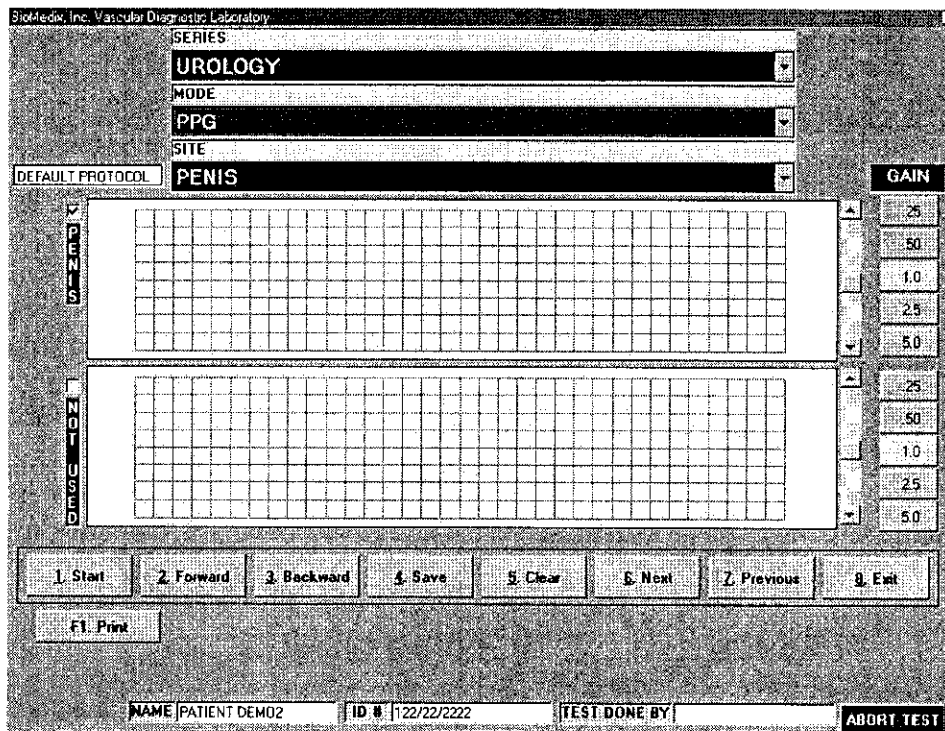 BioMedix, Inc. Vascular Diagnostic Laboratory
SERIES
UROLOGY
MODE
PPG
SITE
DEFAULT PROTOCOL
PENIS
GAIN
PENIS
.25
.50
1.0
2.5
5.0
NOT USED
.25
.50
1.0
2.5
5.0
1. Start
2. Forward
3. Backward
4. Save
5. Clear
6. Next
7. Previous
8. Exit
F1. Print
NAME PATIENT DEMO2 ID # 122/22/2222 TEST DONE BY
ABORT TEST